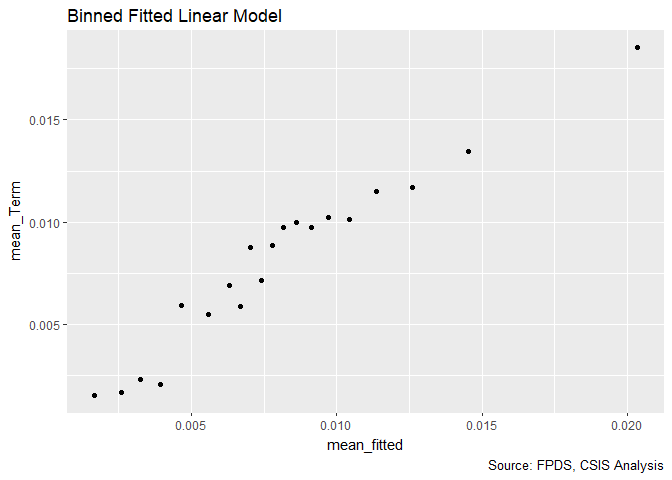 Binned Fitted Linear Model
mean_Term
0.015
0.010
0.005
0.005
0.010
0.015
0.020
mean_fitted
Source: FPDS, CSIS Analysis